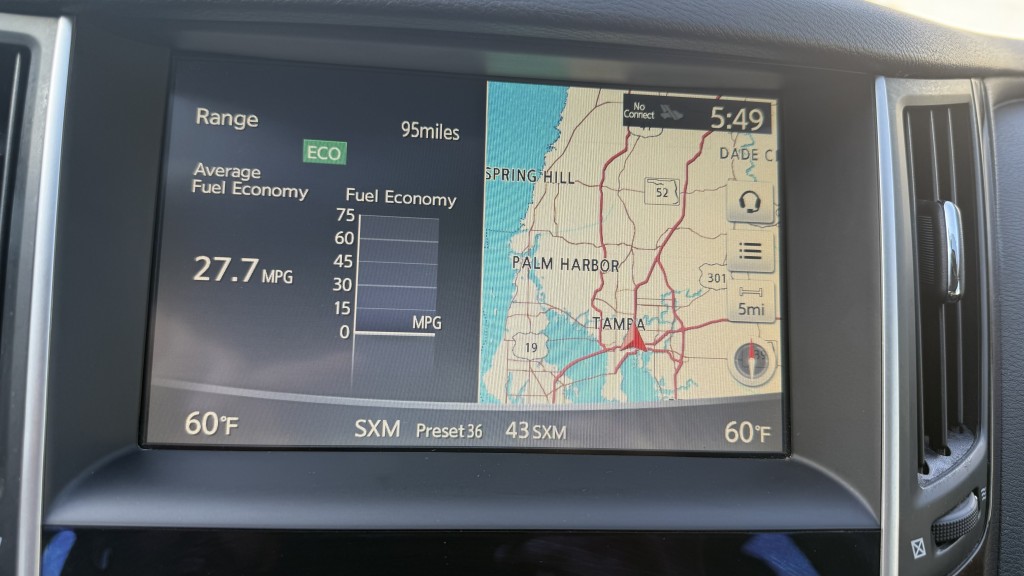 Range
95miles
ECO
Average
Fuel Economy
27.7 MPG
Fuel Economy
75
60
45
30
15
0
MPG
No
Connect
5:49
SPRING HILL
52
PALM HARBOR
301
TAMPA
19
5mi
60°F
SXM Preset 36 43 SXM
60°F